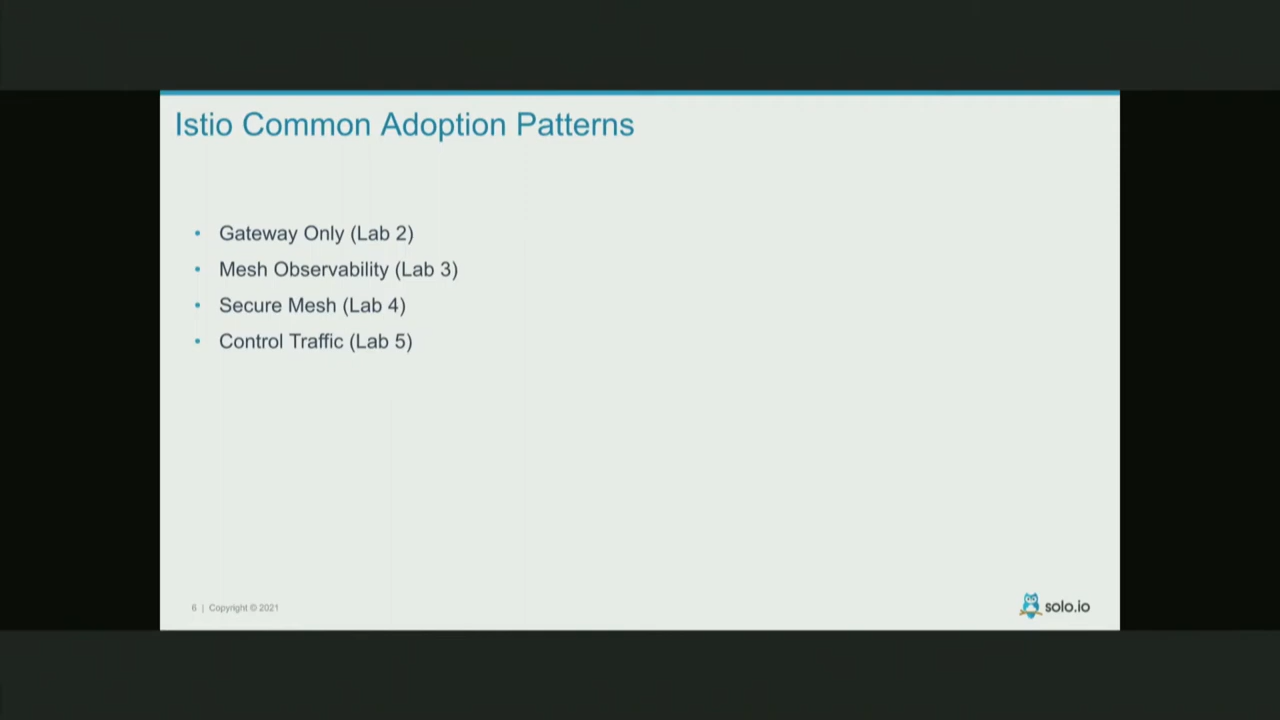 Istio Common Adoption Patterns
• Gateway Only (Lab 2)
• Mesh Observability (Lab 3)
• Secure Mesh (Lab 4)
• Control Traffic (Lab 5)
6 | Copyright © 2021
solo.io